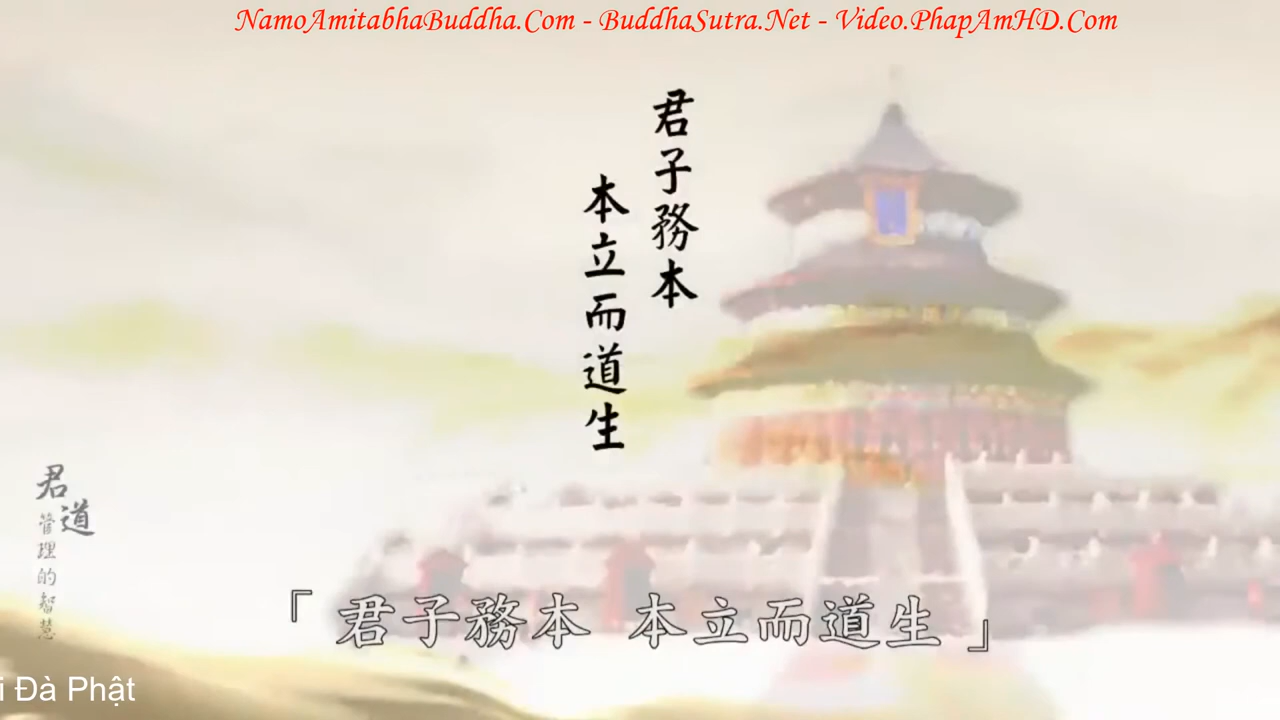 NamoAmitabhaBuddha.Com - BuddhaSutra.Net - Video.PhapAmHD.Com
君子務本
本立而道生
君道
管理的智慧
「君子務本 本立而道生」
i Đà Phật